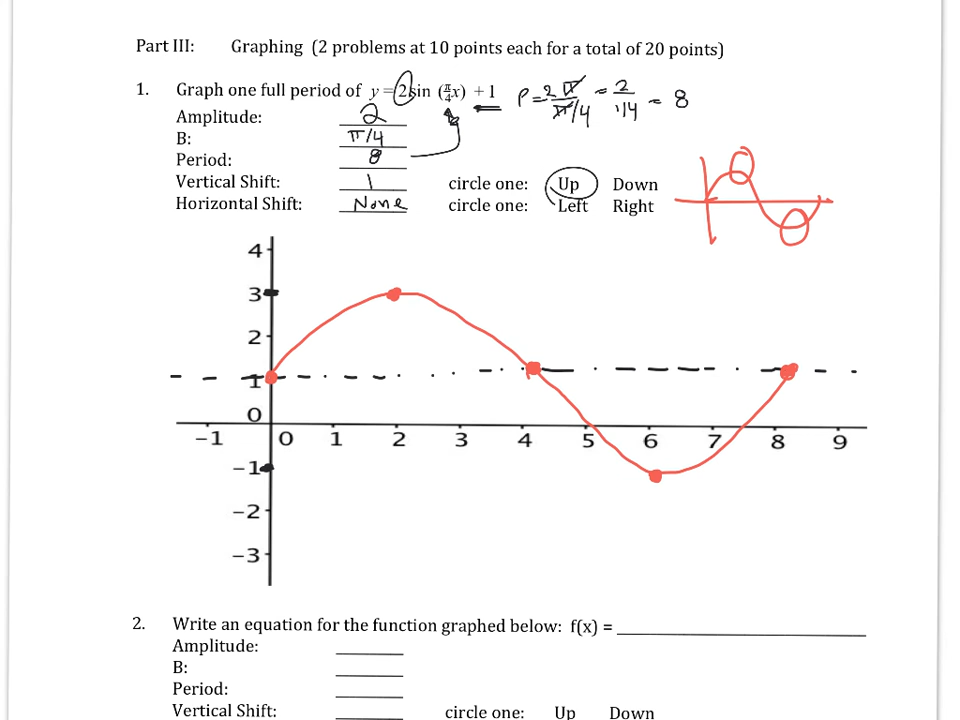 Part III: Graphing (2 problems at 10 points each for a total of 20 points)
1. Graph one full period of y = 2sin (π/4 x) + 1 P = 2π / π/4 = 2 / 1/4 = 8
Amplitude: 2
B: π/4
Period: 8
Vertical Shift: 1 circle one: Up Down
Horizontal Shift: None circle one: Left Right
4
3
2
1
0
-1 0 1 2 3 4 5 6 7 8 9
-1
-2
-3
2. Write an equation for the function graphed below: f(x) =
Amplitude:
B:
Period:
Vertical Shift: circle one: Up Down